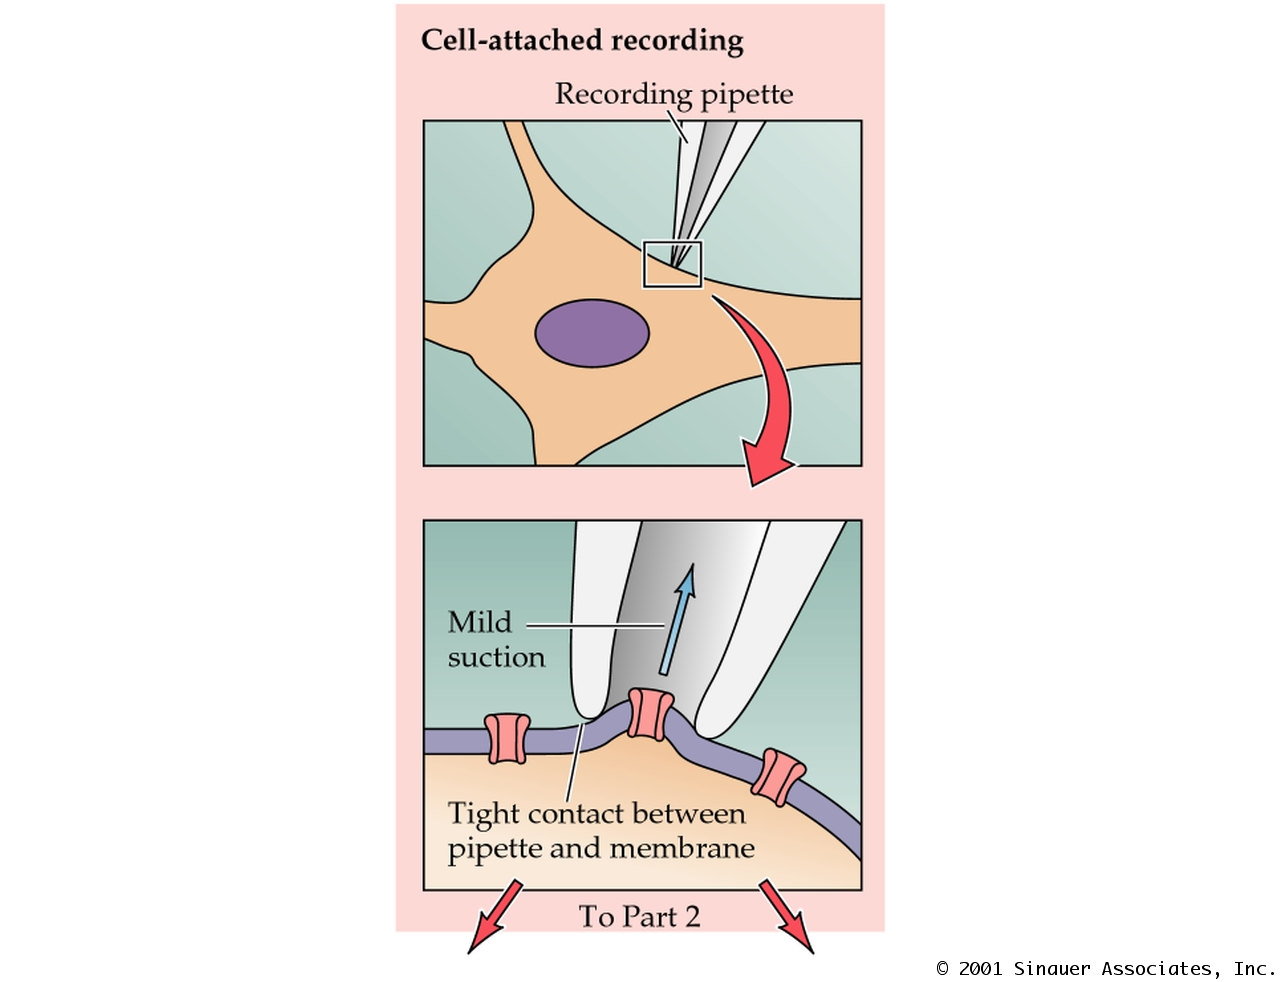 Cell-attached recording
Recording pipette
Mild
suction
Tight contact between
pipette and membrane
To Part 2
© 2001 Sinauer Associates, Inc.